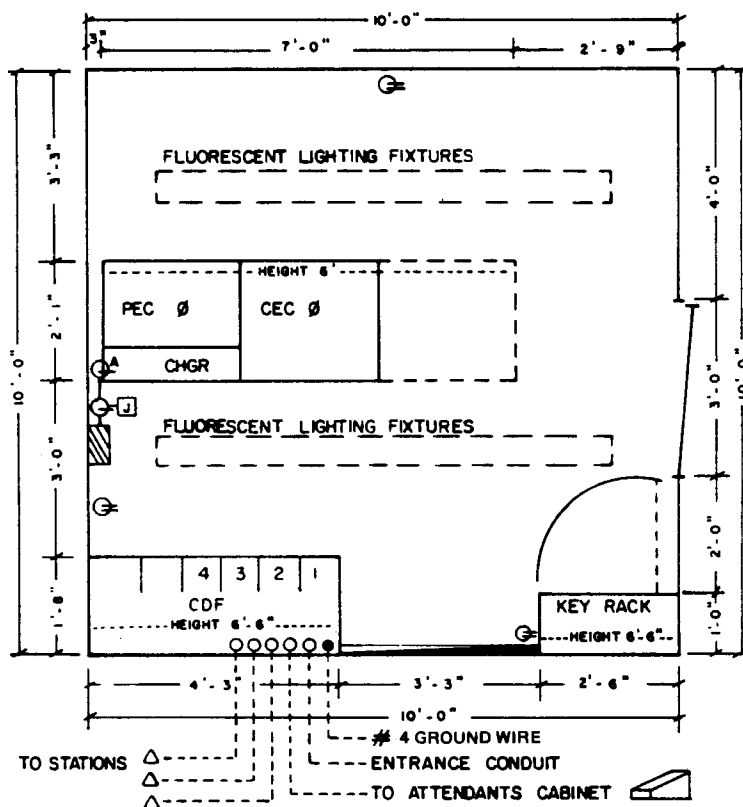 10'-0"
3"
7'-0"
2'-9"
FLUORESCENT LIGHTING FIXTURES
3'-3"
4'-0"
HEIGHT 6'
PEC Ø
CEC Ø
2'-1"
A
CHGR
10'-0"
10'-0"
3'-0"
J
FLUORESCENT LIGHTING FIXTURES
3'-0"
2'-0"
4 3 2 1
CDF
KEY RACK
1'-8"
HEIGHT 6'-6"
HEIGHT 6'-6"
1'-0"
4'-3"
3'-3"
2'-6"
10'-0"
# 4 GROUND WIRE
TO STATIONS
ENTRANCE CONDUIT
TO ATTENDANTS CABINET